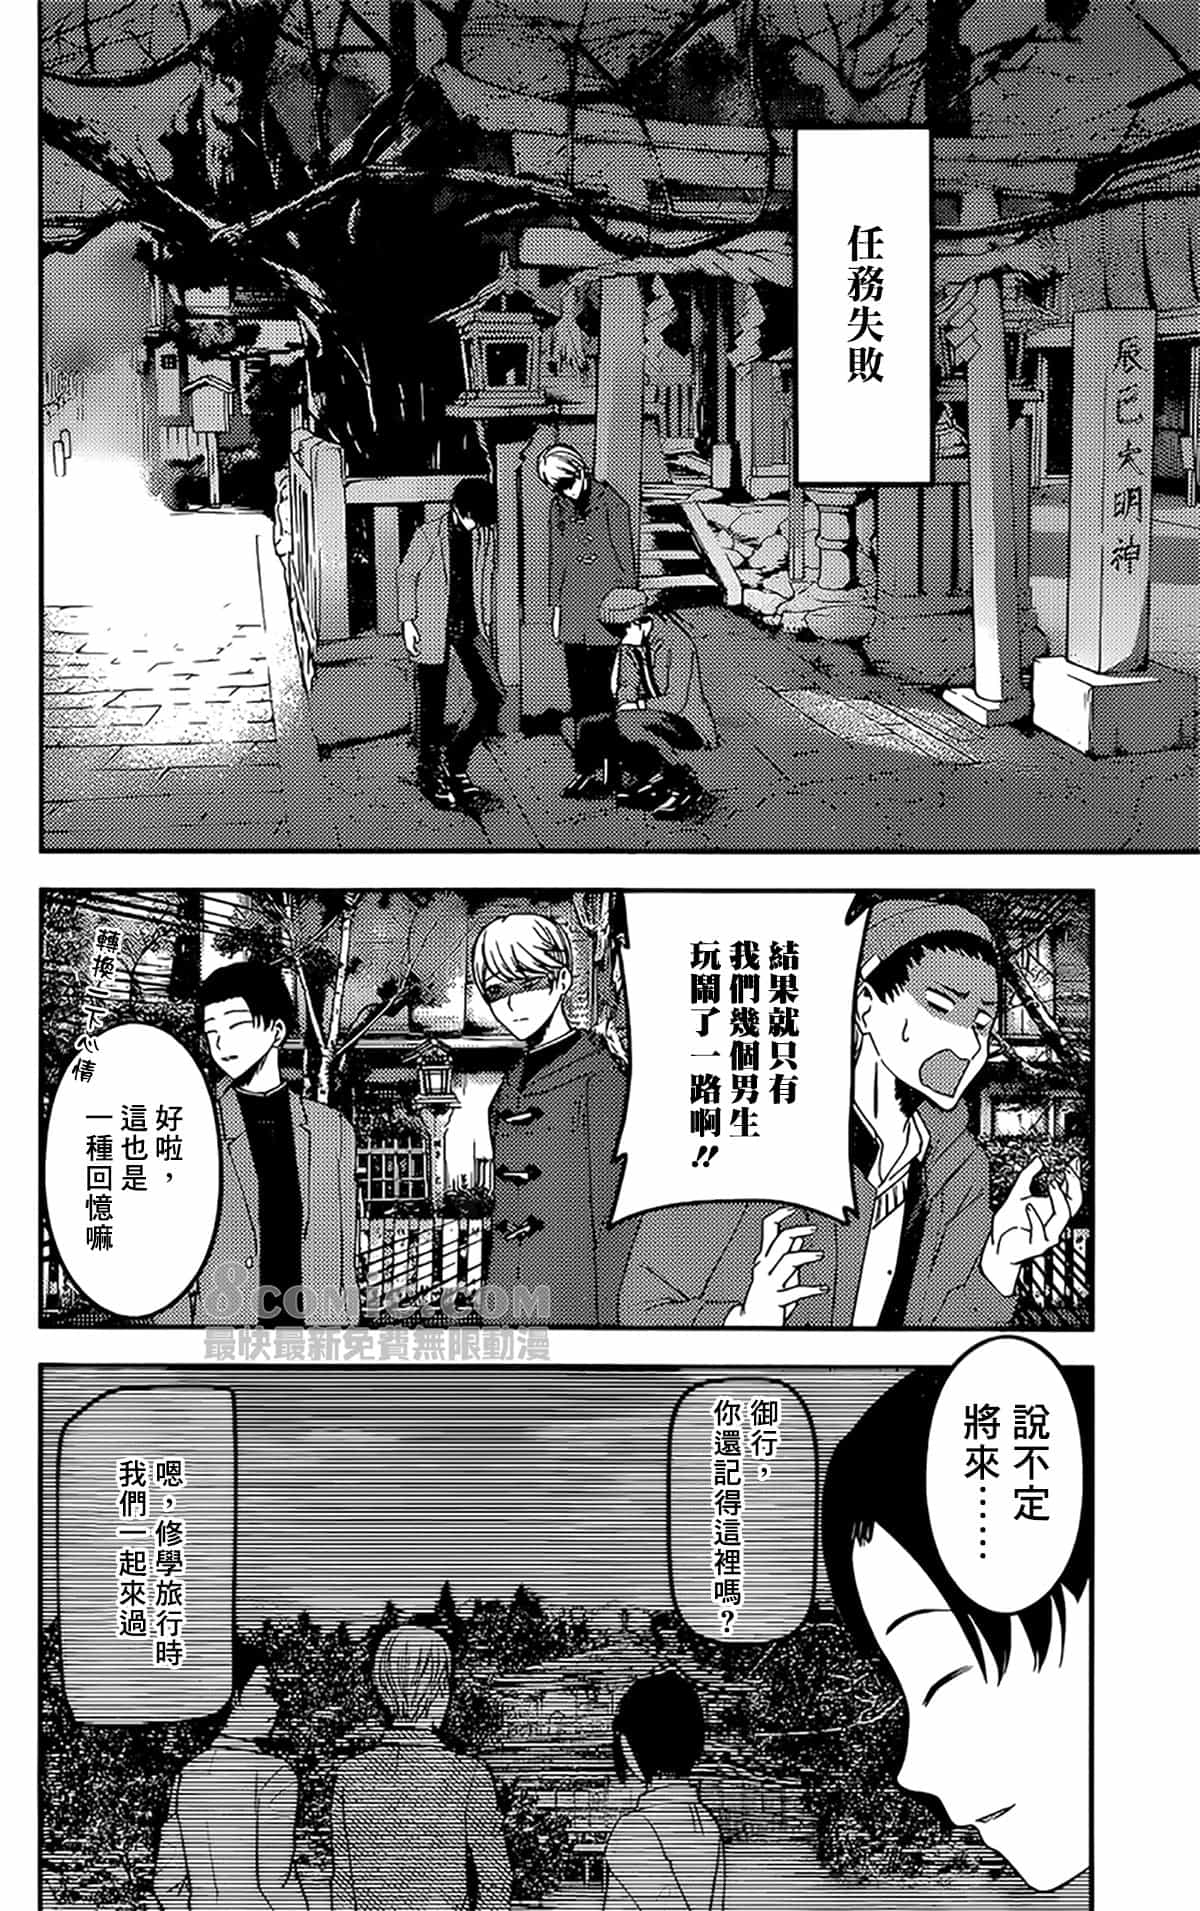 任務失敗
辰巳大明神
結果就只有
我們幾個男生
玩鬧了一路啊!!
轉換一下心情
好啦，
這也是
一種回憶嘛
8comic.com
最快最新免費無限動漫
說不定
將來……
御行，
你還記得這裡嗎？
嗯，修學旅行時
我們一起來過